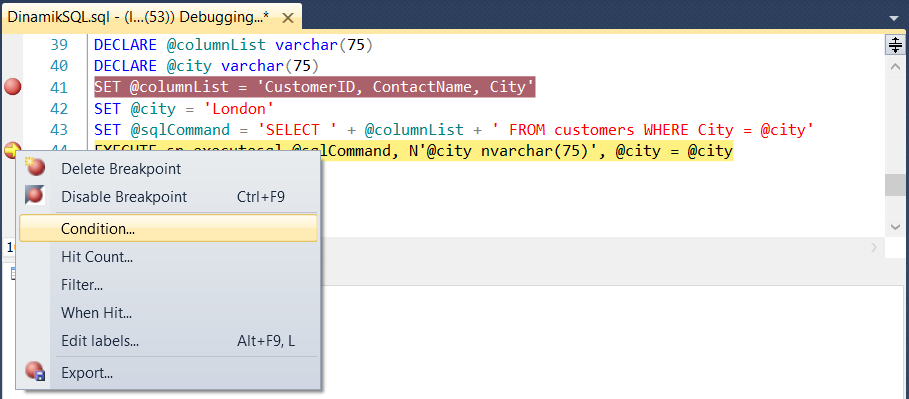 DinamikSQL.sql - (l...(53)) Debugging...*
39 DECLARE @columnList varchar(75)
40 DECLARE @city varchar(75)
41 SET @columnList = 'CustomerID, ContactName, City'
42 SET @city = 'London'
43 SET @sqlCommand = 'SELECT ' + @columnList + ' FROM customers WHERE City = @city'
44 EXECUTE sp_executesql @sqlCommand, N'@city nvarchar(75)', @city = @city
Delete Breakpoint
Disable Breakpoint Ctrl+F9
Condition...
Hit Count...
Filter...
When Hit...
Edit labels... Alt+F9, L
Export...